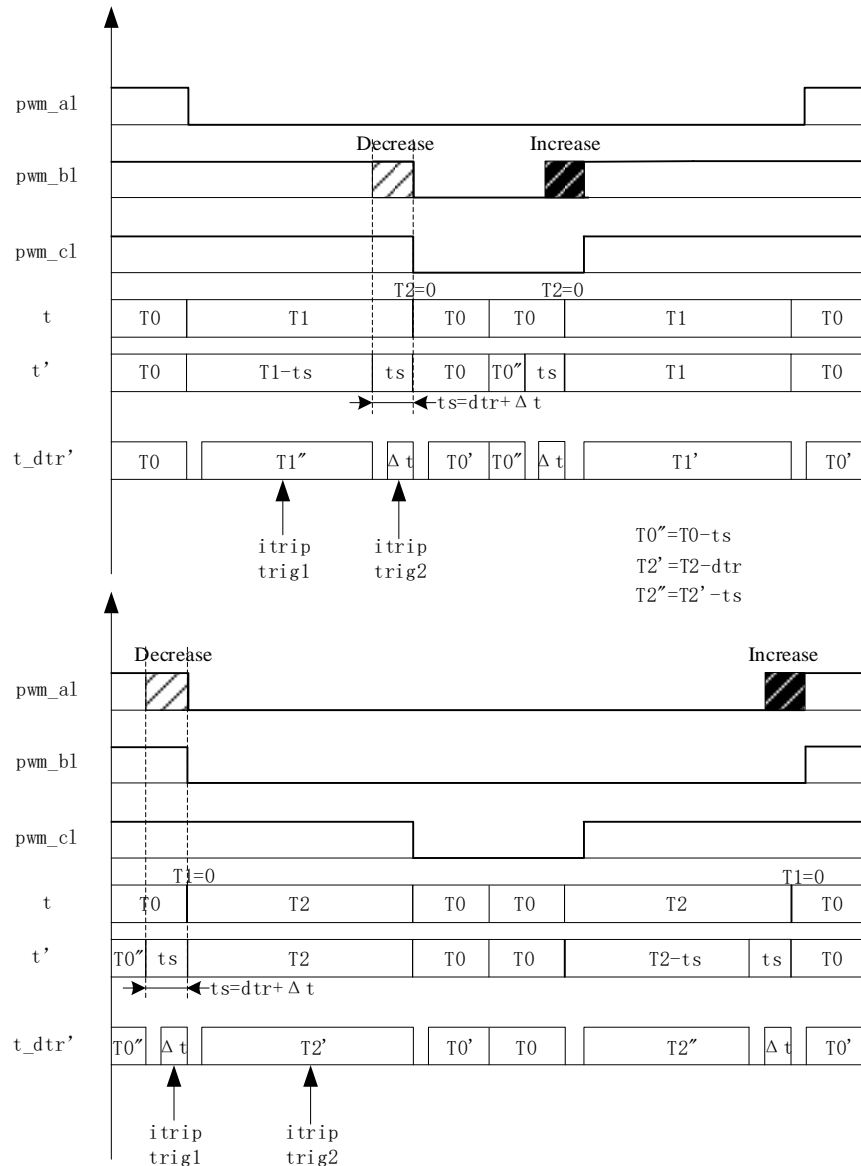 pwm_al
Decrease Increase
pwm_bl
pwm_cl
T2=0 T2=0
t T0 T1 T0 T0 T1 T0
t’ T0 T1-ts ts T0 T0″ ts T1 T0
ts=dtr+Δt
t_dtr’ T0 T1″ Δt T0’ T0″ Δt T1’ T0’
itrip itrip
trig1 trig2
T0″=T0-ts
T2’=T2-dtr
T2″=T2’-ts
Decrease Increase
pwm_al
pwm_bl
pwm_cl
T1=0 T1=0
t T0 T2 T0 T0 T2 T0
t’ T0″ ts T2 T0 T0 T2-ts ts T0
ts=dtr+Δt
t_dtr’ T0″ Δt T2’ T0’ T0 T2″ Δt T0’
itrip itrip
trig1 trig2